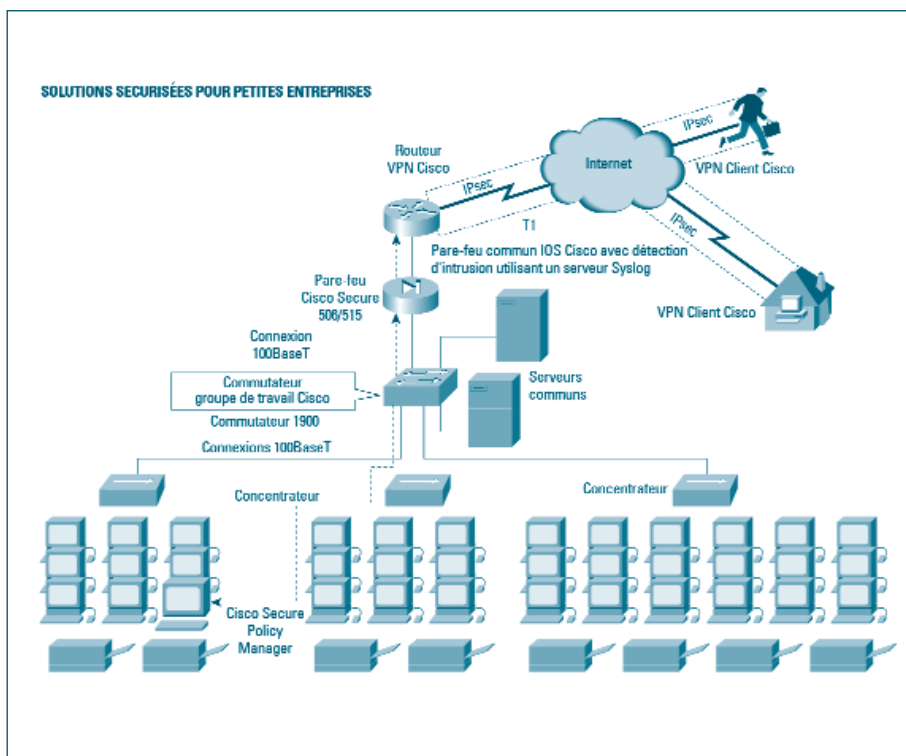 SOLUTIONS SECURISÉES POUR PETITES ENTREPRISES
IPsec
Routeur
VPN Cisco
Internet
VPN Client Cisco
IPsec
T1
IPsec
Pare-feu commun IOS Cisco avec détection
d'intrusion utilisant un serveur Syslog
Pare-feu
Cisco Secure
506/515
VPN Client Cisco
Connexion
100BaseT
Commutateur
groupe de travail Cisco
Serveurs
communs
Commutateur 1900
Connexions 100BaseT
Concentrateur
Concentrateur
Cisco Secure
Policy
Manager